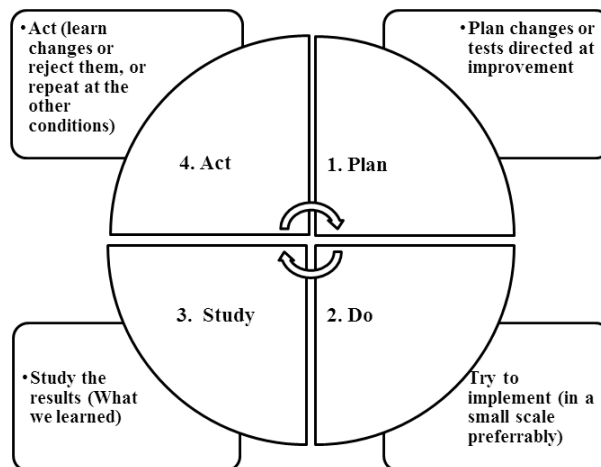 •Act (learn
changes or
reject them, or
repeat at the
other
conditions)
•Plan changes or
tests directed at
improvement
4. Act
1. Plan
3. Study
2. Do
•Study the
results (What
we learned)
Try to
implement (in a
small scale
preferrably)